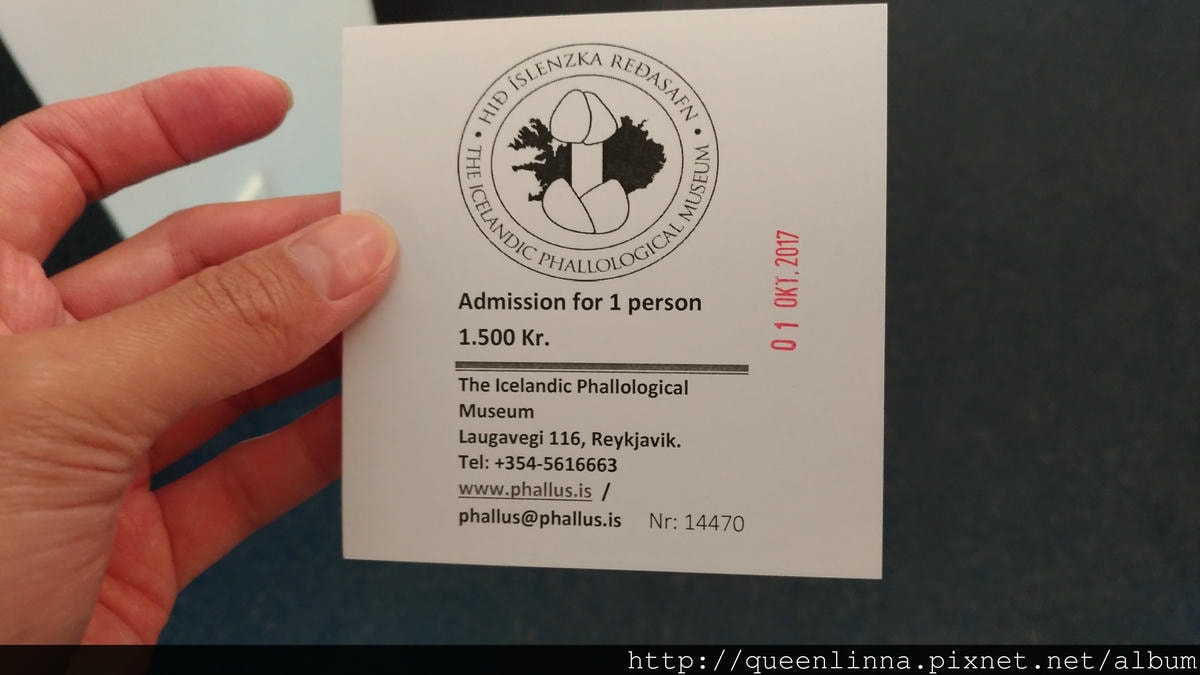 • HIÐ ÍSLENZKA REÐASAFN •
THE ICELANDIC PHALLOLOGICAL MUSEUM
Admission for 1 person
1.500 Kr.
01 OKT. 2017
The Icelandic Phallological
Museum
Laugavegi 116, Reykjavik.
Tel: +354-5616663
www.phallus.is /
phallus@phallus.is Nr: 14470
http://queenlinna.pixnet.net/album